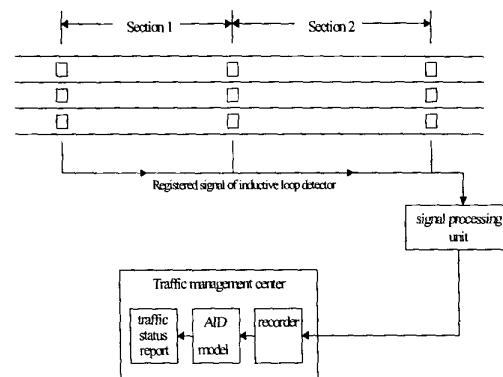 Section 1
Section 2
Registered signal of inductive loop detector
signal processing
unit
Traffic management center
traffic
status
report
AID
model
recorder